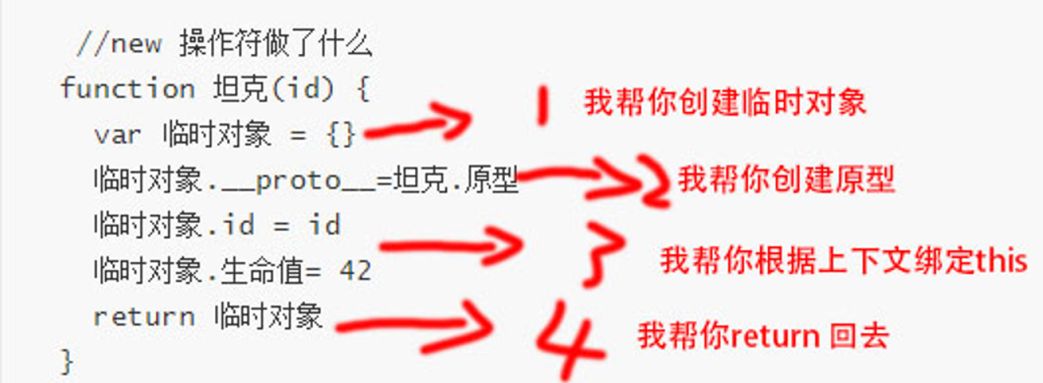 //new 操作符做了什么
function 坦克(id) {
var 临时对象 = {}
1 我帮你创建临时对象
临时对象.__proto__=坦克.原型
2 我帮你创建原型
临时对象.id = id
3 我帮你根据上下文绑定this
临时对象.生命值= 42
return 临时对象
4 我帮你return 回去
}